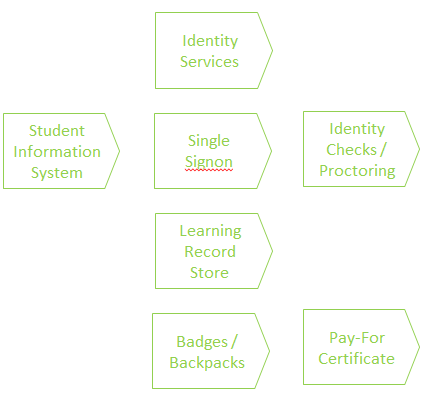 Identity
Services
Student
Information
System
Single
Signon
Identity
Checks /
Proctoring
Learning
Record
Store
Badges /
Backpacks
Pay-For
Certificate